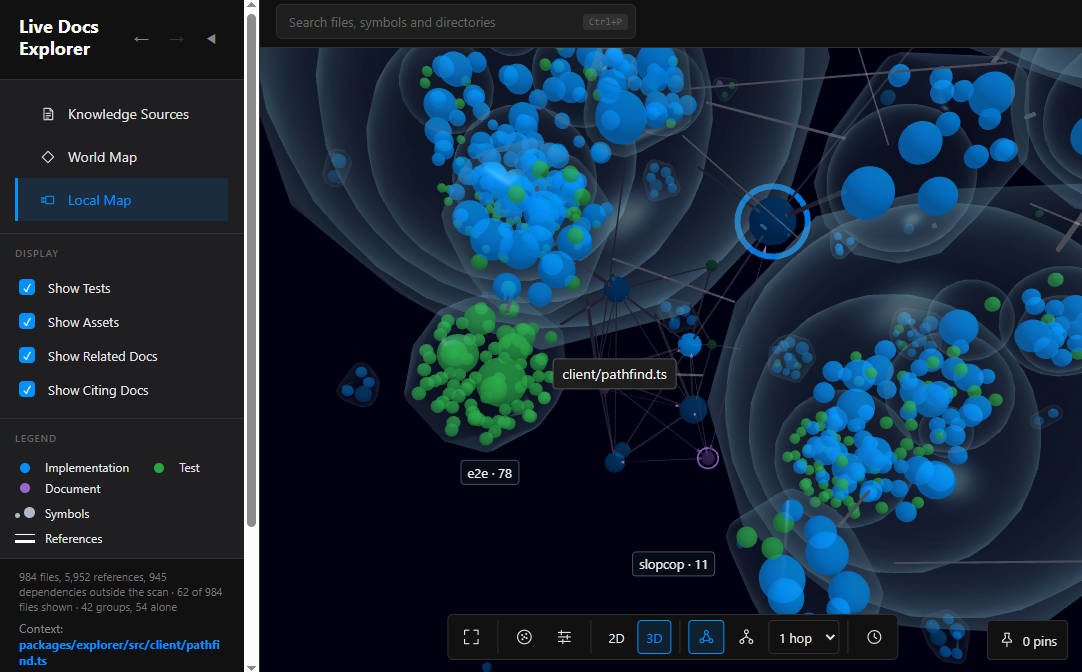 Live Docs
Explorer
Search files, symbols and directories
Ctrl+P
Knowledge Sources
World Map
Local Map
DISPLAY
Show Tests
Show Assets
Show Related Docs
Show Citing Docs
LEGEND
Implementation
Test
Document
Symbols
References
984 files, 5,952 references, 945
dependencies outside the scan · 62 of 984
files shown · 42 groups, 54 alone
Context:
packages/explorer/src/client/pathfi
nd.ts
client/pathfind.ts
e2e · 78
slopcop · 11
2D
3D
1 hop
0 pins